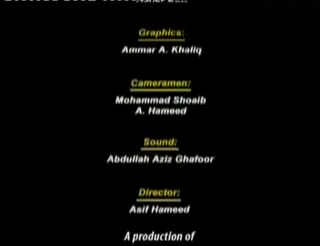 Graphics:
Ammar A. Khaliq
Cameramen:
Mohammad Shoaib
A. Hameed
Sound:
Abdullah Aziz Ghafoor
Director:
Asif Hameed
A production of